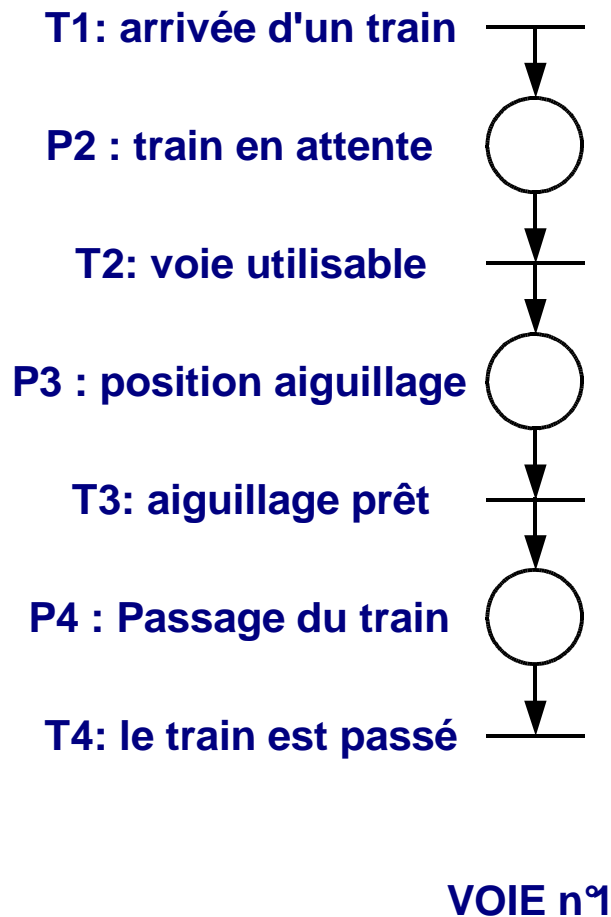 T1: arrivée d'un train
P2 : train en attente
T2: voie utilisable
P3 : position aiguillage
T3: aiguillage prêt
P4 : Passage du train
T4: le train est passé
VOIE n°1